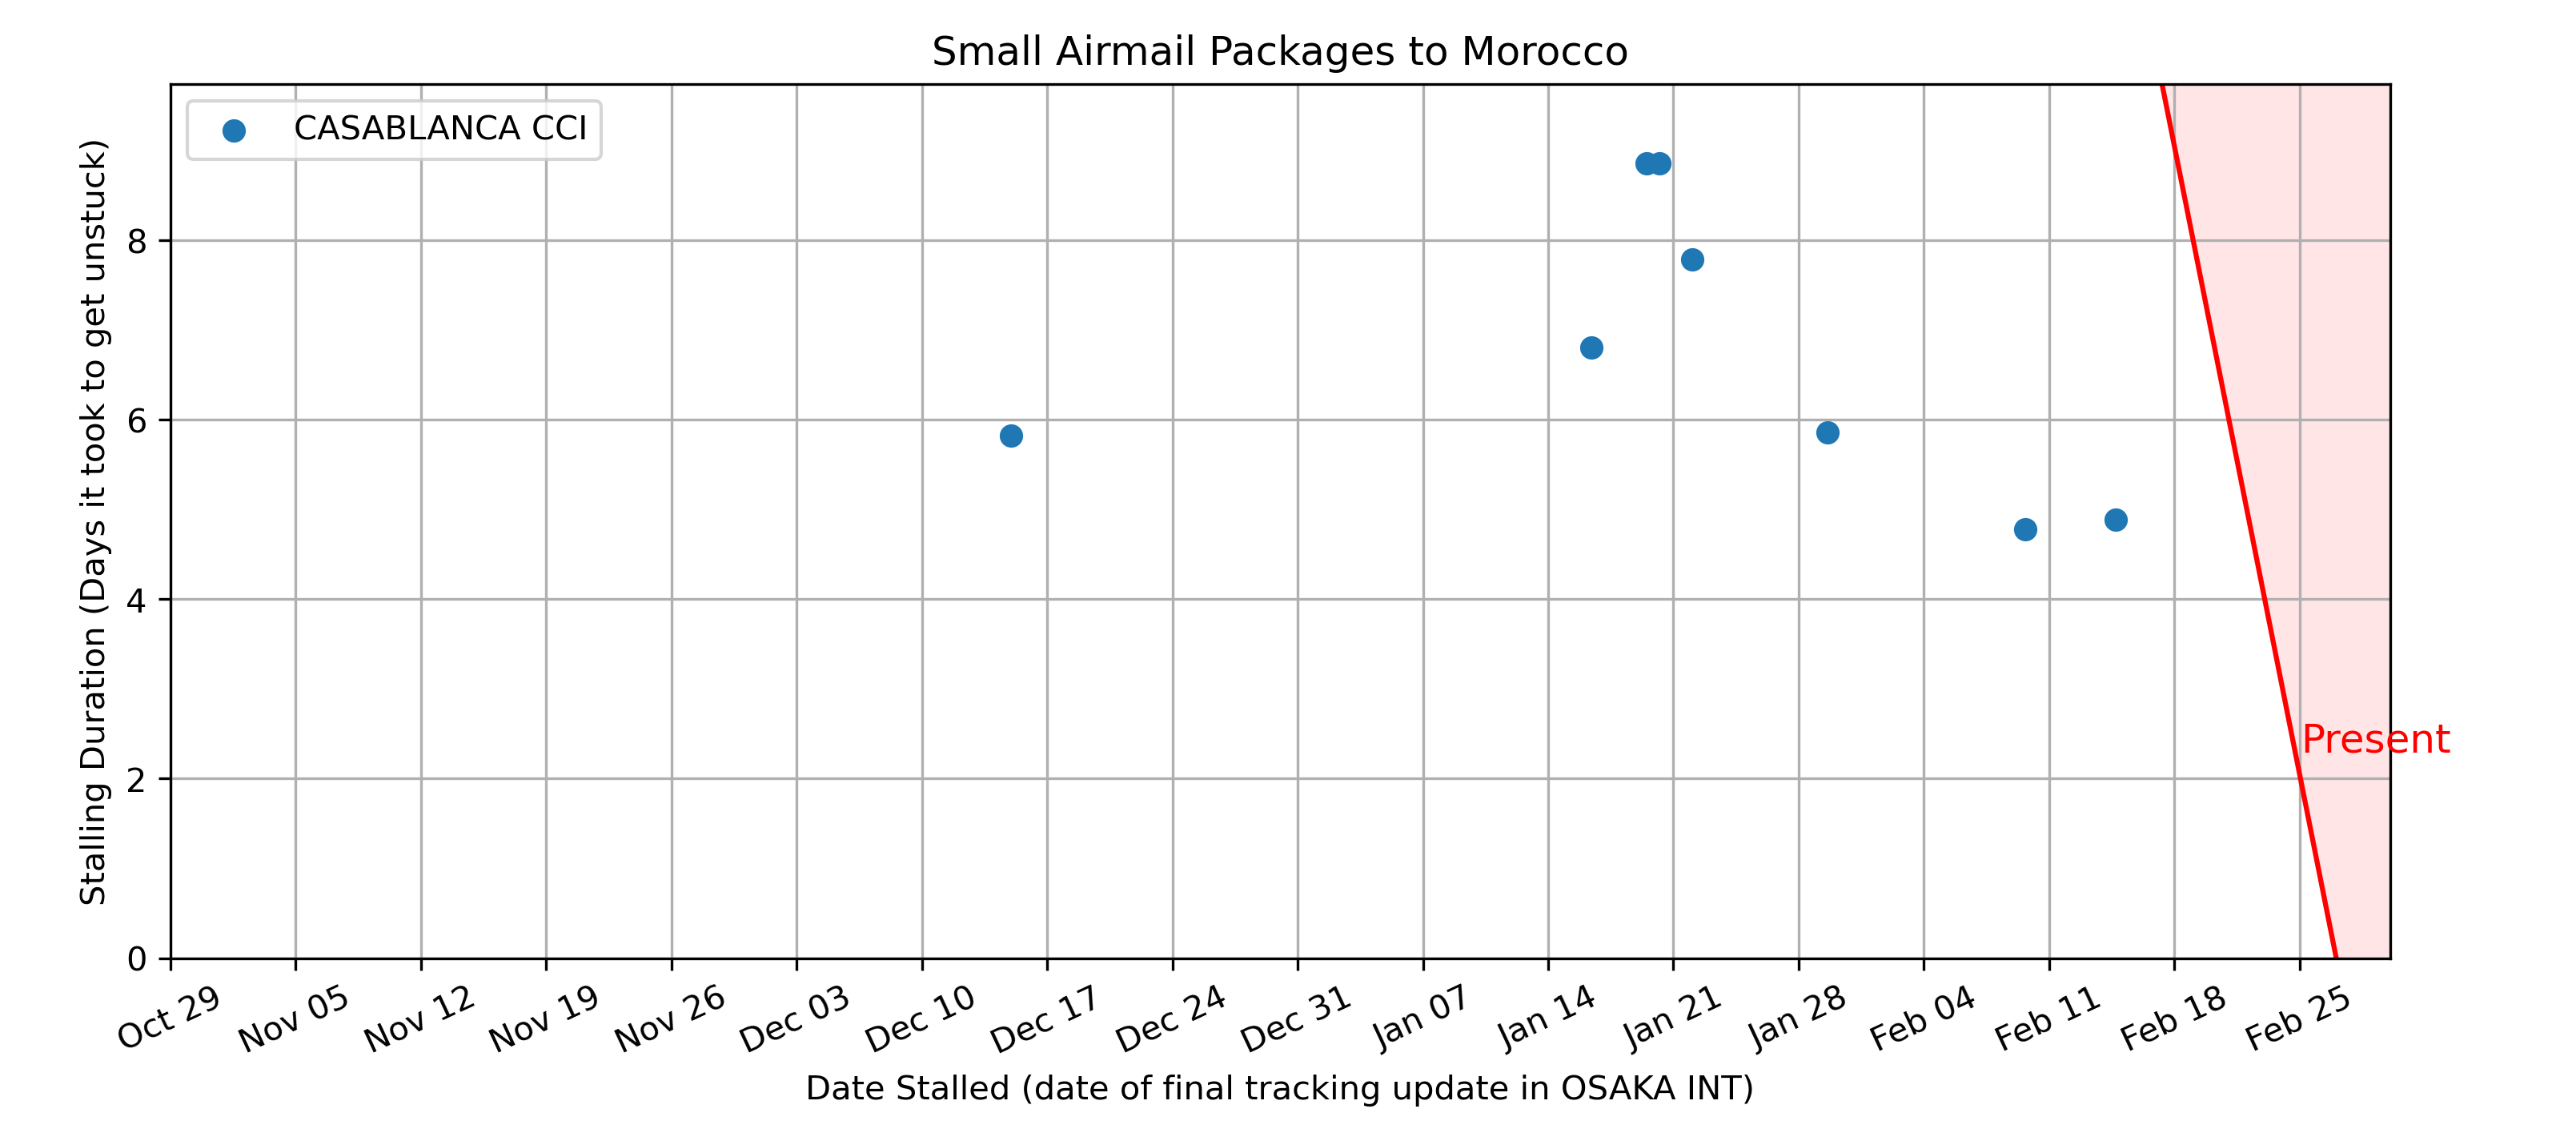 Small Airmail Packages to Morocco
CASABLANCA CCI
Stalling Duration (Days it took to get unstuck)
8
6
4
2
0
Present
Oct 29
Nov 05
Nov 12
Nov 19
Nov 26
Dec 03
Dec 10
Dec 17
Dec 24
Dec 31
Jan 07
Jan 14
Jan 21
Jan 28
Feb 04
Feb 11
Feb 18
Feb 25
Date Stalled (date of final tracking update in OSAKA INT)